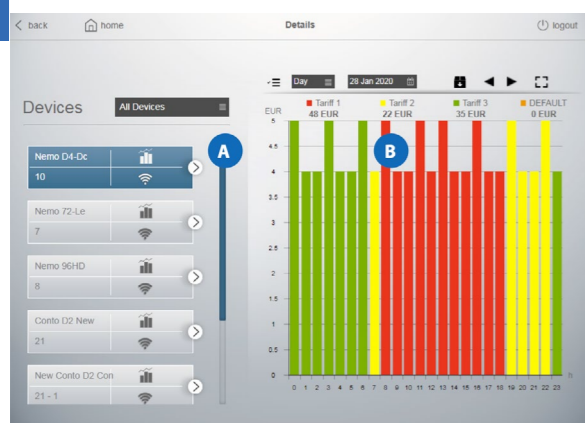 back home Details logout
Day 28 Jan 2020
Devices All Devices
EUR Tariff 1 Tariff 2 Tariff 3 DEFAULT
48 EUR 22 EUR 35 EUR 0 EUR
A
B
Nemo D4-Dc
10
Nemo 72-Le
7
Nemo 96HD
8
Conto D2 New
21
New Conto D2 Con
21 - 1
5
4.5
4
3.5
3
2.5
2
1.5
1
0.5
0
0 1 2 3 4 5 6 7 8 9 10 11 12 13 14 15 16 17 18 19 20 21 22 23 h